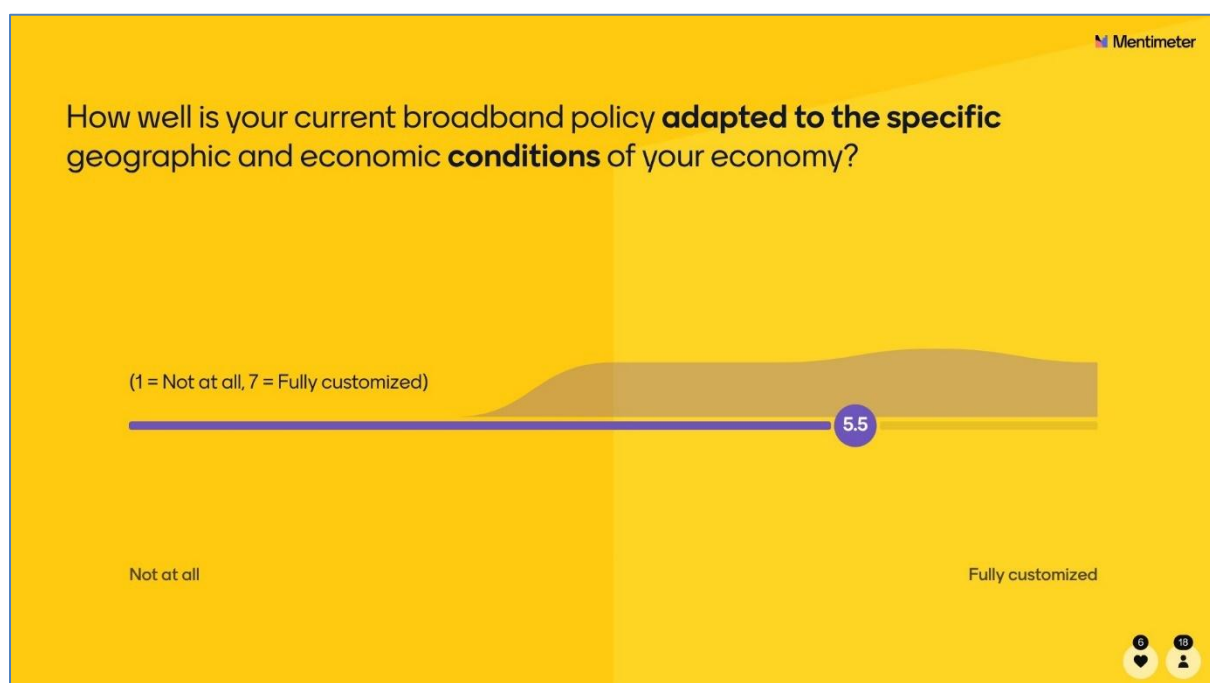 Mentimeter
How well is your current broadband policy adapted to the specific
geographic and economic conditions of your economy?
(1 = Not at all, 7 = Fully customized)
5.5
Not at all
Fully customized
6
18